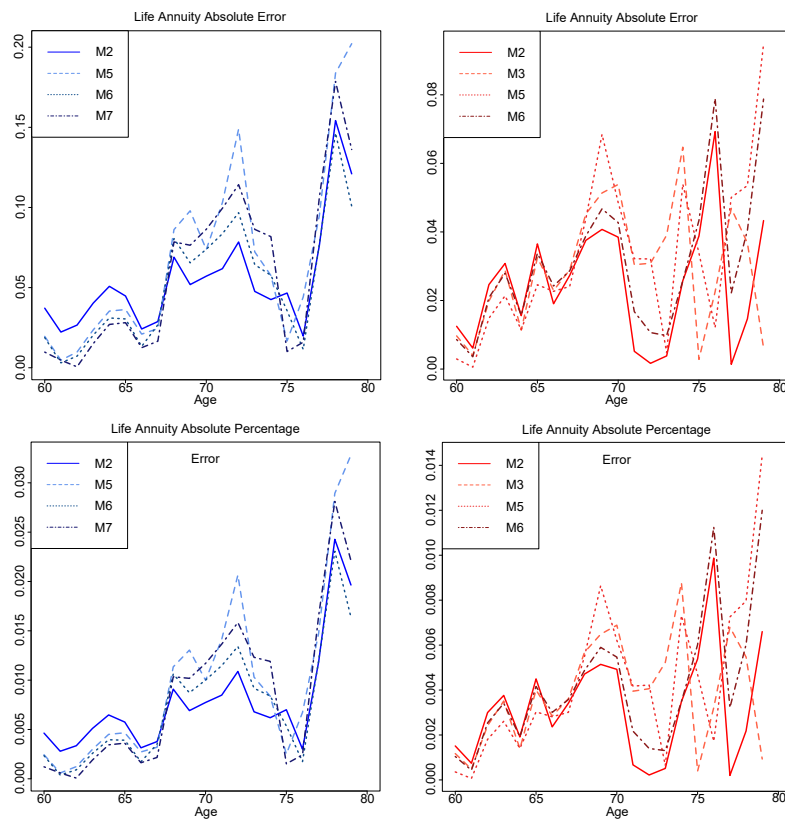 Life Annuity Absolute Error
M2
M5
M6
M7
0.00
0.05
0.10
0.15
0.20
60
65
70
75
80
Age
Life Annuity Absolute Error
M2
M3
M5
M6
0.00
0.02
0.04
0.06
0.08
60
65
70
75
80
Age
Life Annuity Absolute Percentage
Error
M2
M5
M6
M7
0.000
0.005
0.010
0.015
0.020
0.025
0.030
60
65
70
75
80
Age
Life Annuity Absolute Percentage
Error
M2
M3
M5
M6
0.000
0.002
0.004
0.006
0.008
0.010
0.012
0.014
60
65
70
75
80
Age